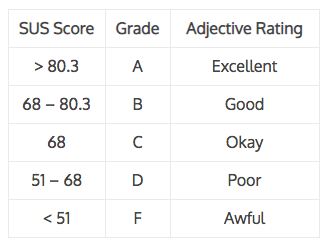 SUS Score Grade Adjective Rating
> 80.3 A Excellent
68 – 80.3 B Good
68 C Okay
51 – 68 D Poor
< 51 F Awful